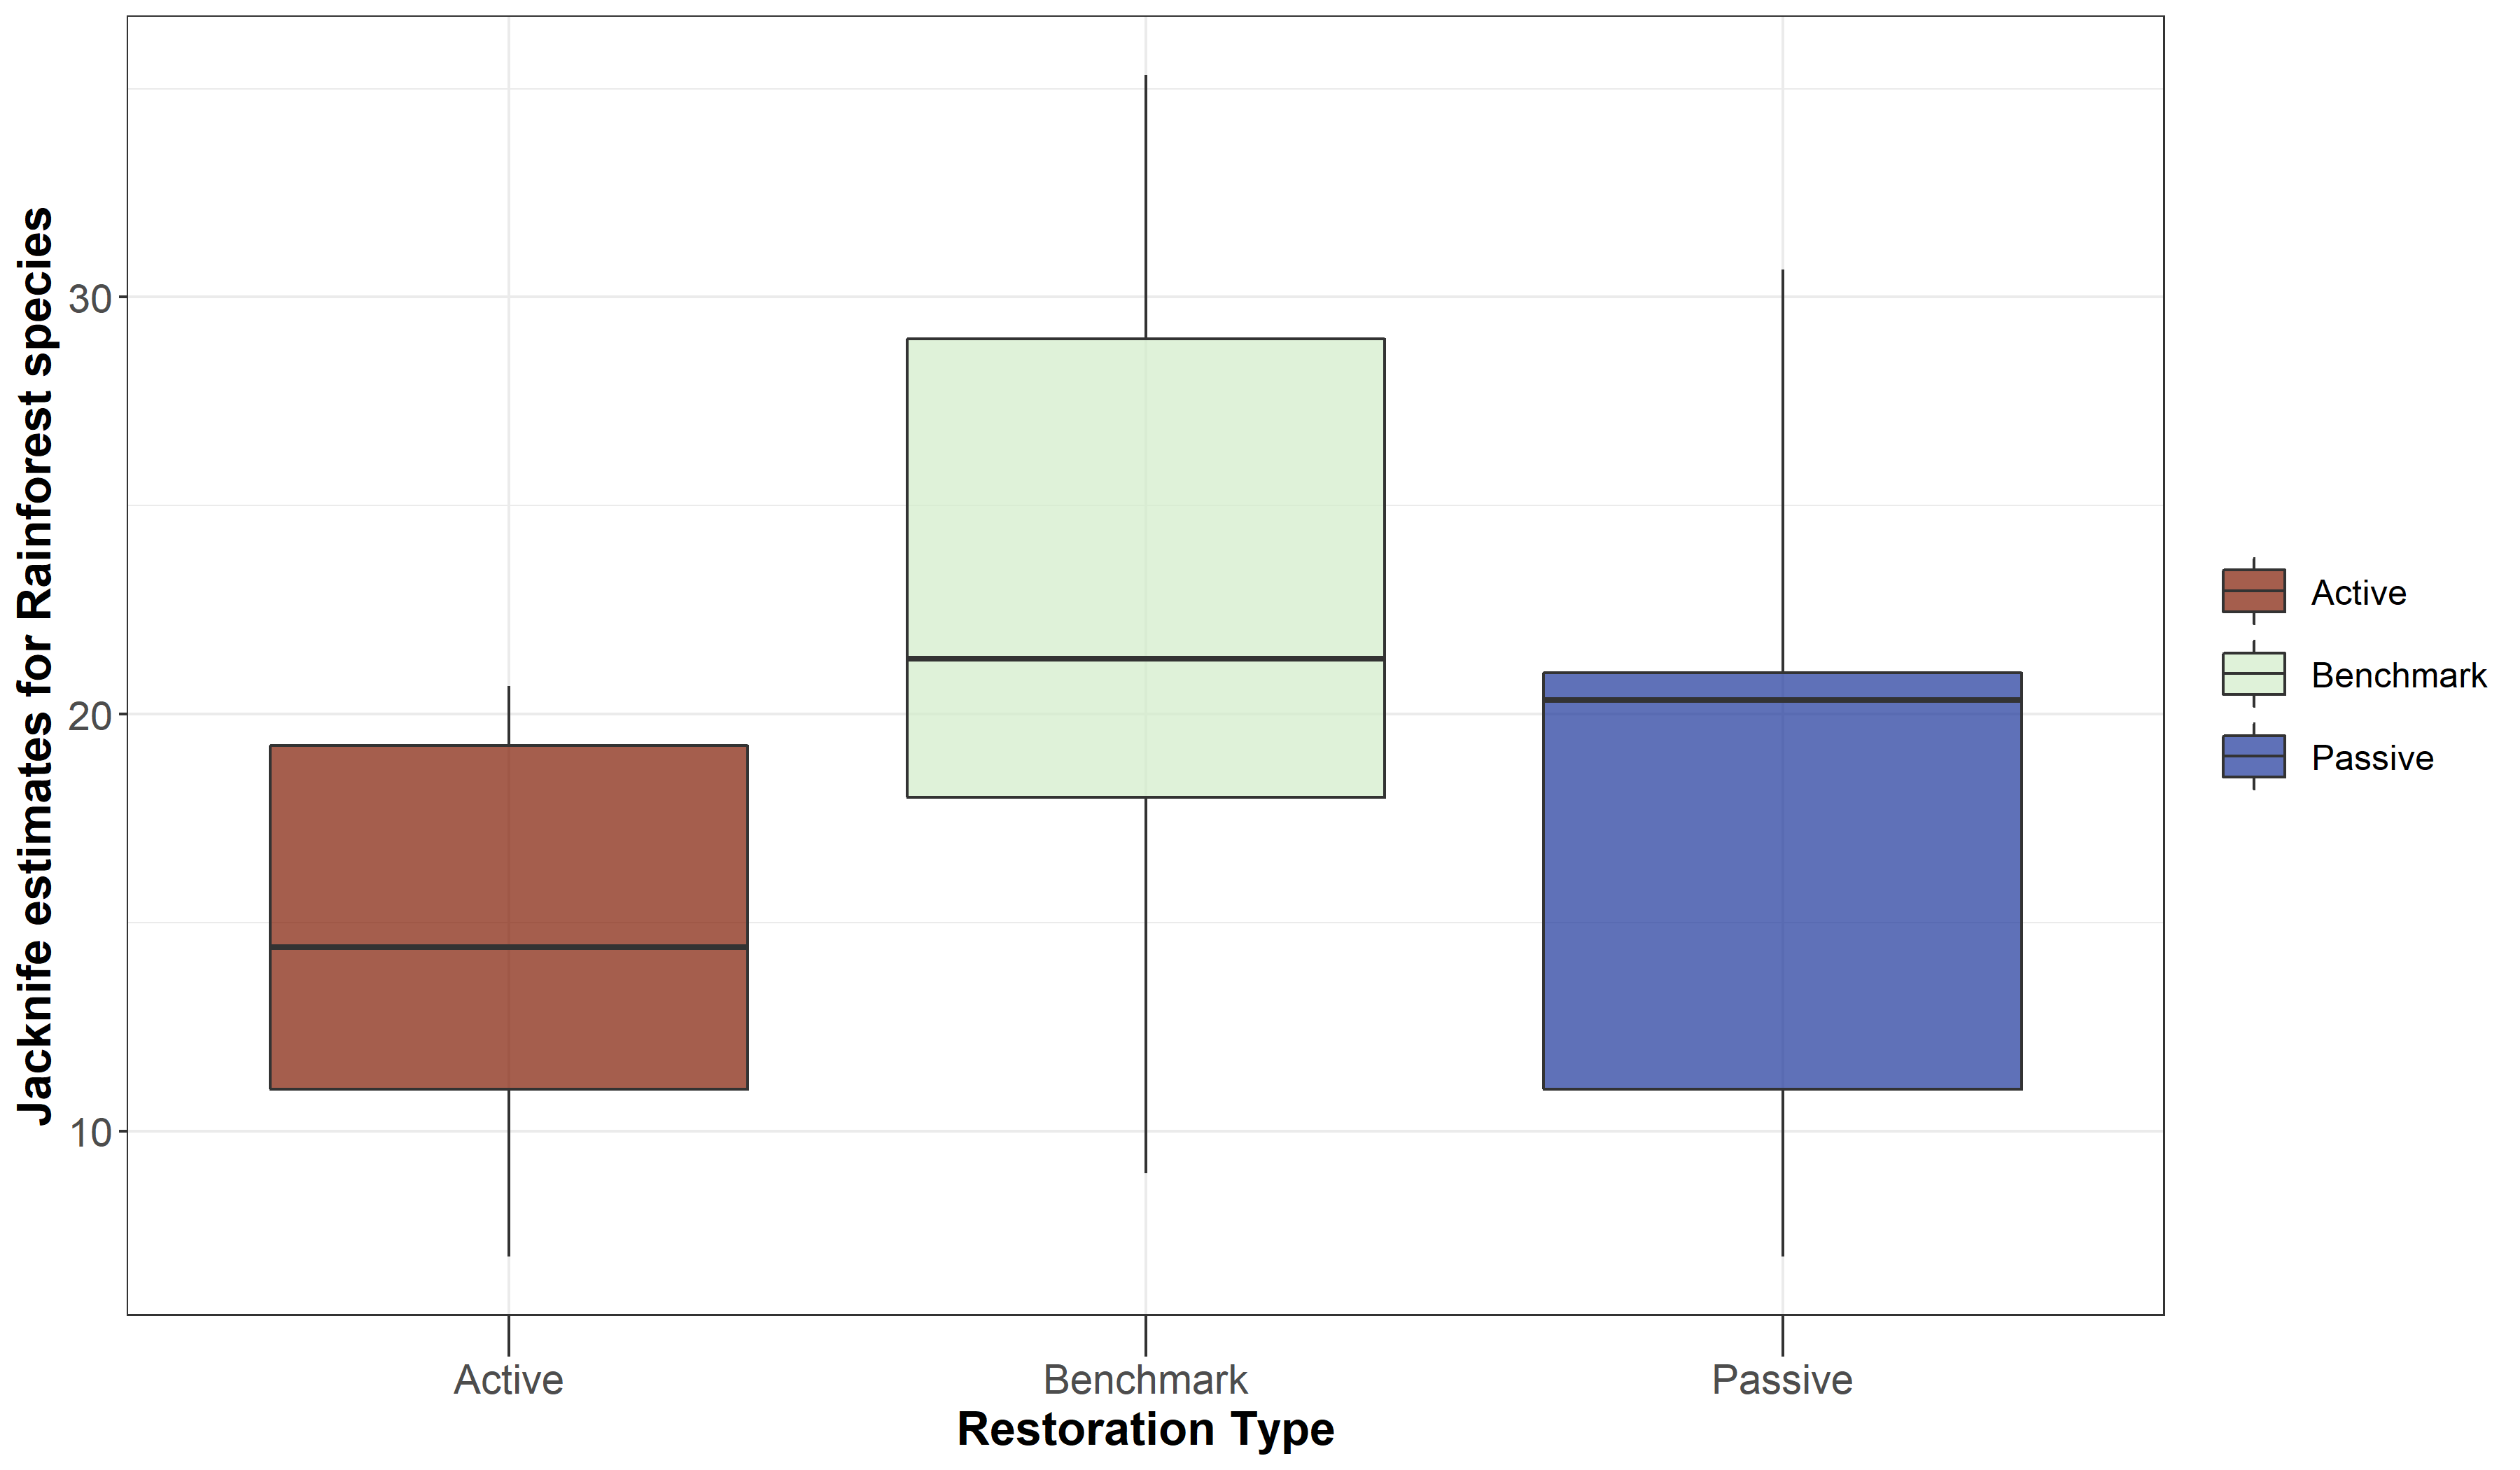 Jacknife estimates for Rainforest species
30
20
10
Active
Benchmark
Passive
Restoration Type
Active
Benchmark
Passive